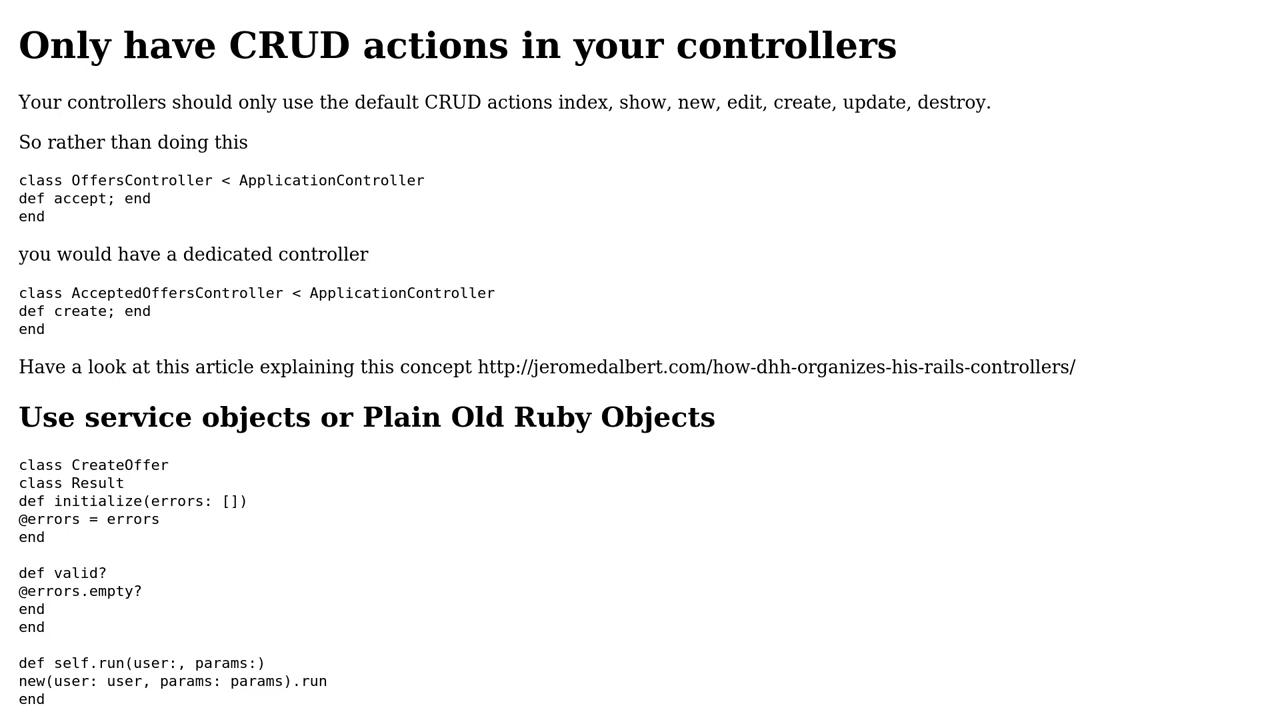 Only have CRUD actions in your controllers
Your controllers should only use the default CRUD actions index, show, new, edit, create, update, destroy.
So rather than doing this
class OffersController < ApplicationController
def accept; end
end
you would have a dedicated controller
class AcceptedOffersController < ApplicationController
def create; end
end
Have a look at this article explaining this concept http://jeromedalbert.com/how-dhh-organizes-his-rails-controllers/
Use service objects or Plain Old Ruby Objects
class CreateOffer
class Result
def initialize(errors: [])
@errors = errors
end
def valid?
@errors.empty?
end
end
def self.run(user:, params:)
new(user: user, params: params).run
end